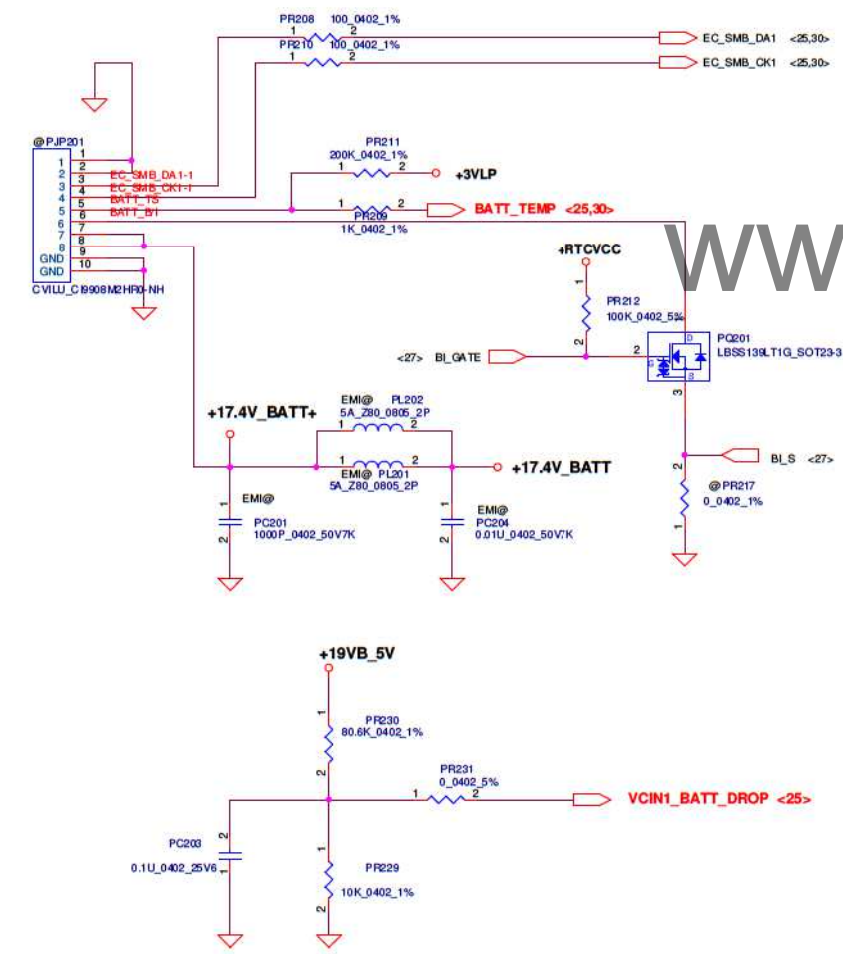 PR208 100_0402_1%
1 2
EC_SMB_DA1 <25,30>
PR210 100_0402_1%
1 2
EC_SMB_CK1 <25,30>
@PJP201
1 1
2 2
3 3
4 4
5 5
6 6
7 7
8 8
GND 9
GND 10
EC_SMB_DA1-1
EC_SMB_CK1-1
BATT_TS
BATT_B/I
CVILU_CI9908M2HR0-NH
PR211
200K_0402_1%
1 2
+3VLP
1 2
BATT_TEMP <25,30>
PR209
1K_0402_1%
WW
+RTCVCC
1
PR212
100K_0402_5%
2
<27> BI_GATE
2
1
D
G
S
3
PQ201
LBSS139LT1G_SOT23-3
BI_S <27>
2
@PR217
0_0402_1%
1
+17.4V_BATT+
EMI@ PL202
5A_Z80_0805_2P
1 2
1 2
EMI@ PL201
5A_Z80_0805_2P
+17.4V_BATT
EMI@
1
PC201
1000P_0402_50V7K
2
EMI@
1
PC204
0.01U_0402_50V7K
2
+19VB_5V
1
PR230
80.6K_0402_1%
2
PR231
0_0402_5%
1 2
VCIN1_BATT_DROP <25>
2
PC203
0.1U_0402_25V6
1
1
PR229
10K_0402_1%
2